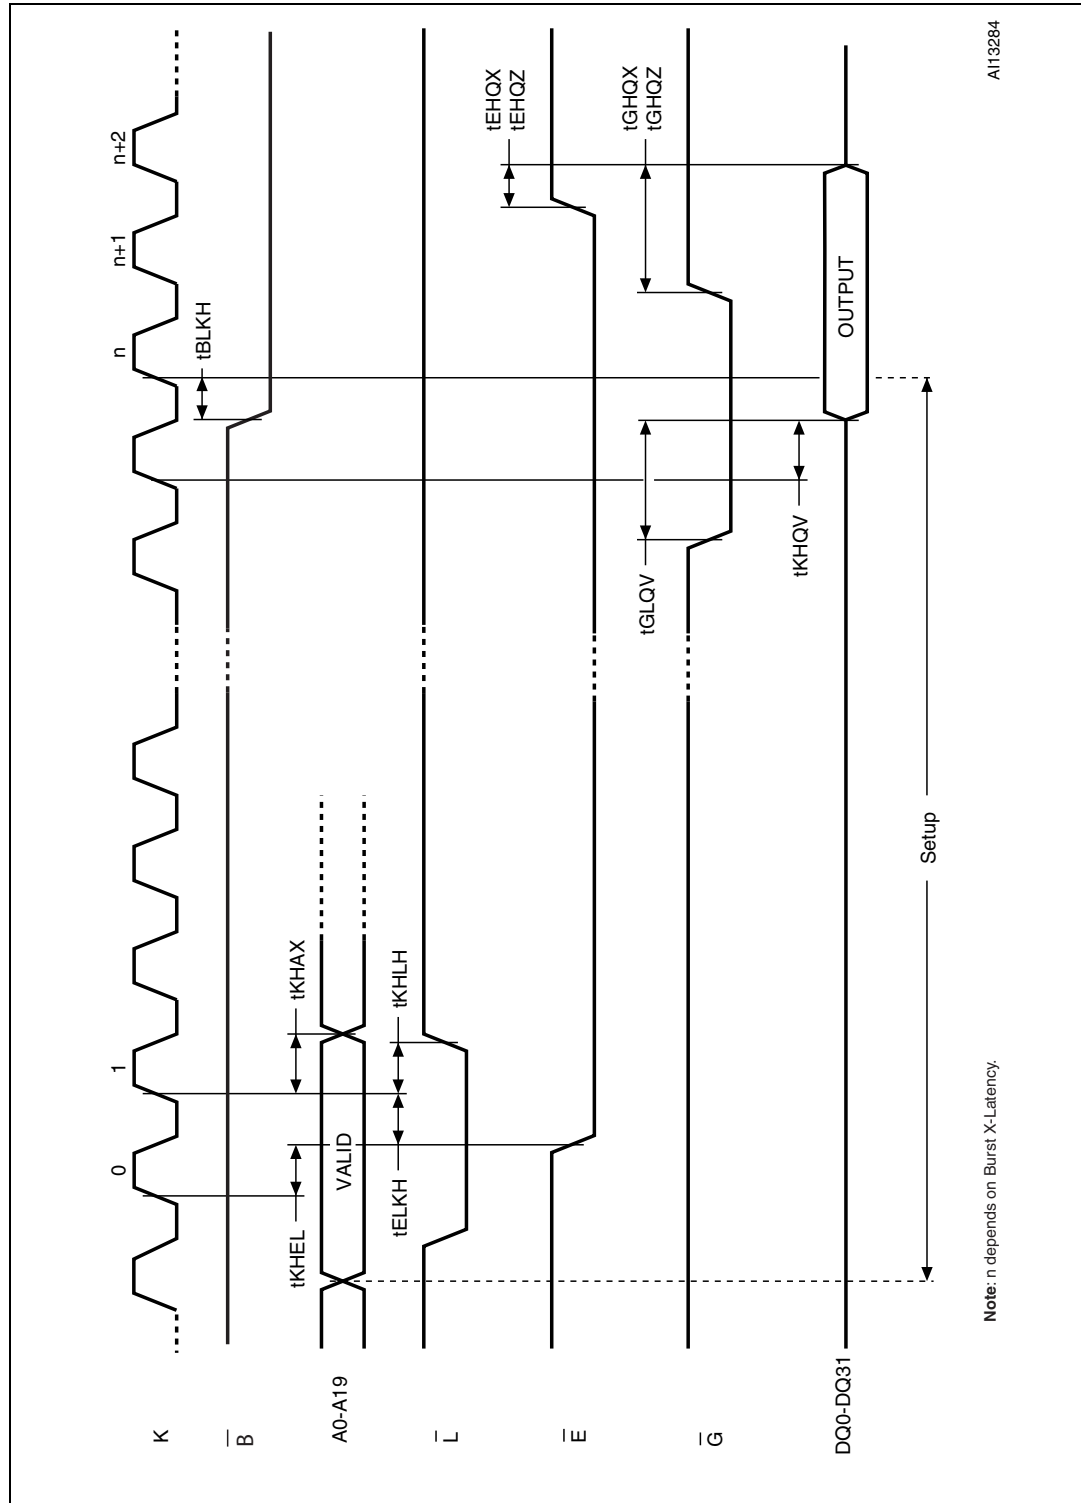 K
0
1
n
n+1
n+2
B
tBLKH
A0-A19
VALID
tKHEL
tKHAX
L
tELKH
tKHLH
E
tEHQX
tEHQZ
G
tGLQV
tGHQX
tGHQZ
tKHQV
DQ0-DQ31
OUTPUT
Setup
Note: n depends on Burst X-Latency.
AI13284